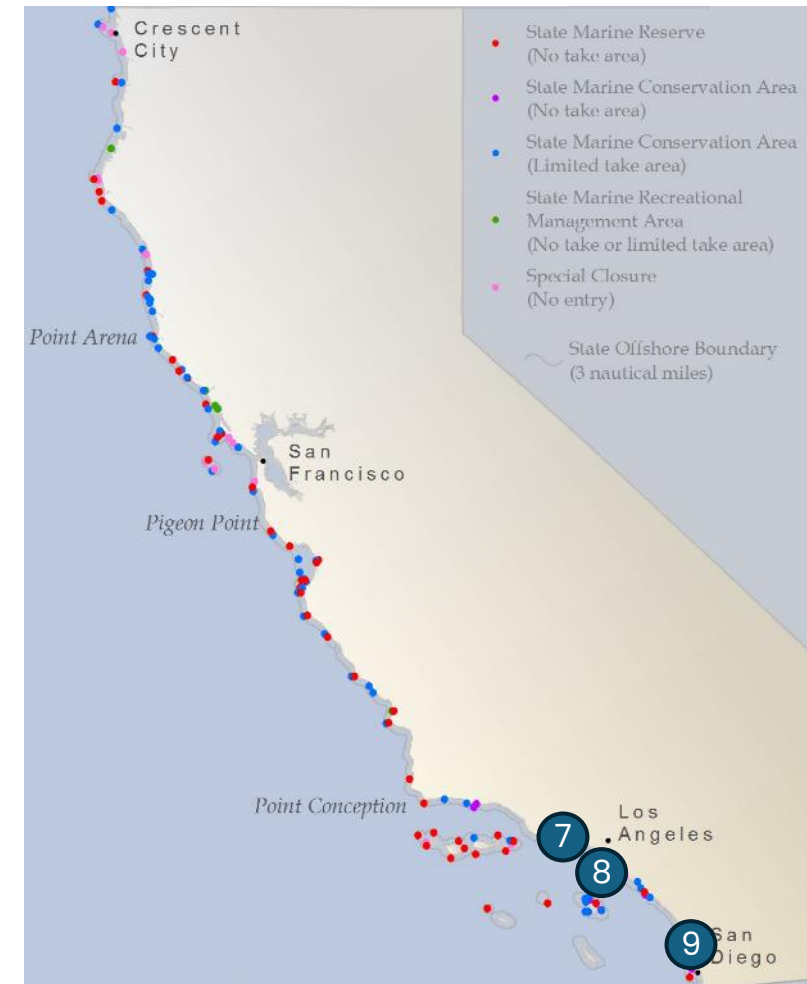 Crescent
City
State Marine Reserve
(No take area)
State Marine Conservation Area
(No take area)
State Marine Conservation Area
(Limited take area)
State Marine Recreational
Management Area
(No take or limited take area)
Special Closure
(No entry)
State Offshore Boundary
(3 nautical miles)
Point Arena
San
Francisco
Pigeon Point
Point Conception
Los
Angeles
7
8
9
San
Diego